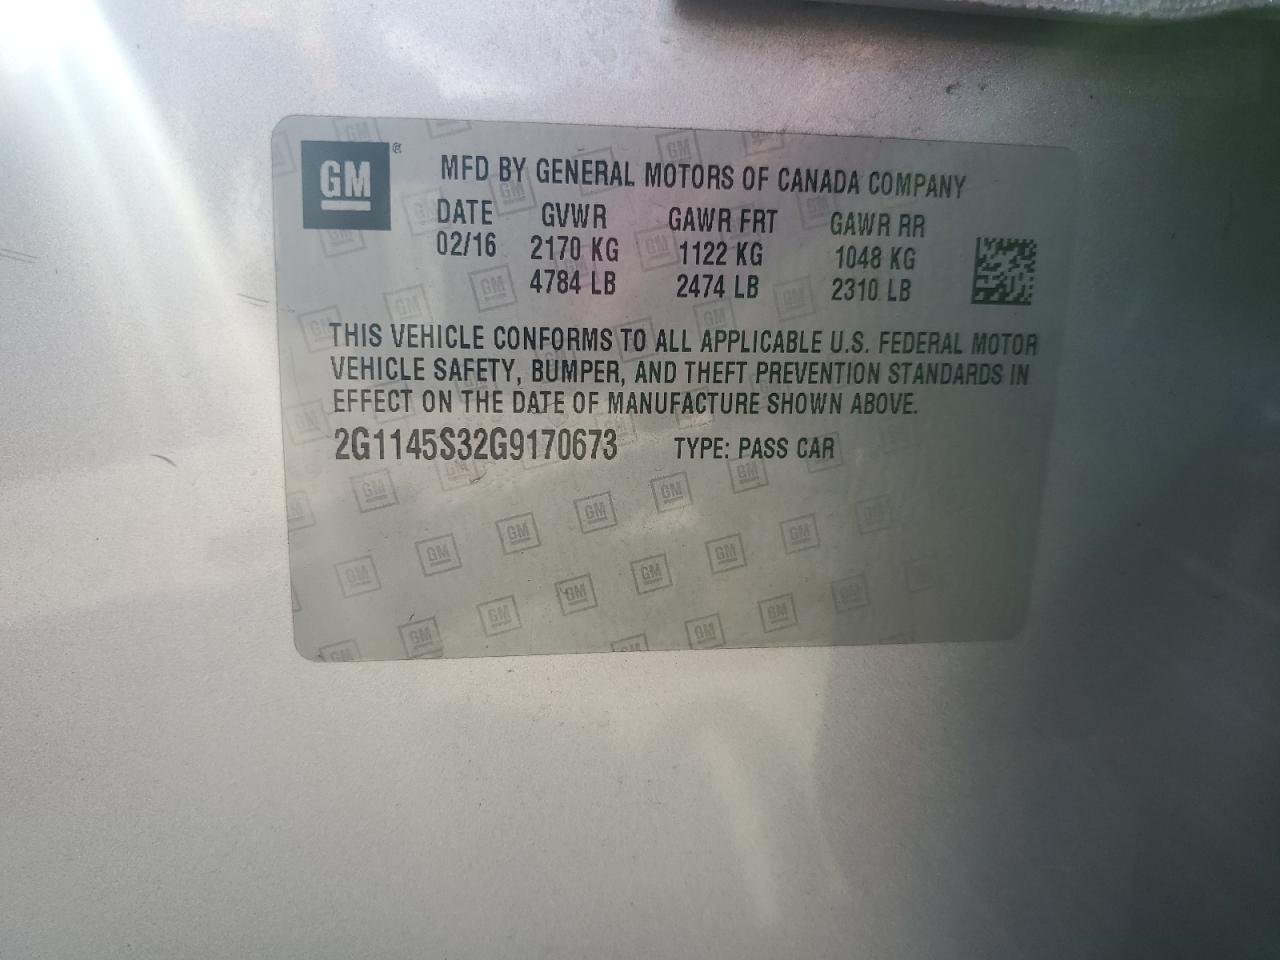 GM ®
MFD BY GENERAL MOTORS OF CANADA COMPANY
DATE GVWR GAWR FRT GAWR RR
02/16 2170 KG 1122 KG 1048 KG
4784 LB 2474 LB 2310 LB
THIS VEHICLE CONFORMS TO ALL APPLICABLE U.S. FEDERAL MOTOR
VEHICLE SAFETY, BUMPER, AND THEFT PREVENTION STANDARDS IN
EFFECT ON THE DATE OF MANUFACTURE SHOWN ABOVE.
2G1145S32G9170673 TYPE: PASS CAR